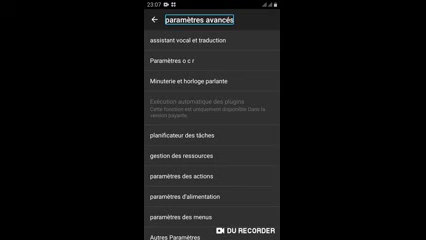 23:07
paramètres avancés
assistant vocal et traduction
Paramètres o c r
Minuterie et horloge parlante
Exécution automatique des plugins
Cette fonction est uniquement disponible Dans la
version payante.
planificateur des tâches
gestion des ressources
paramètres des actions
paramètres d'alimentation
paramètres des menus
Autres Paramètres
DU RECORDER